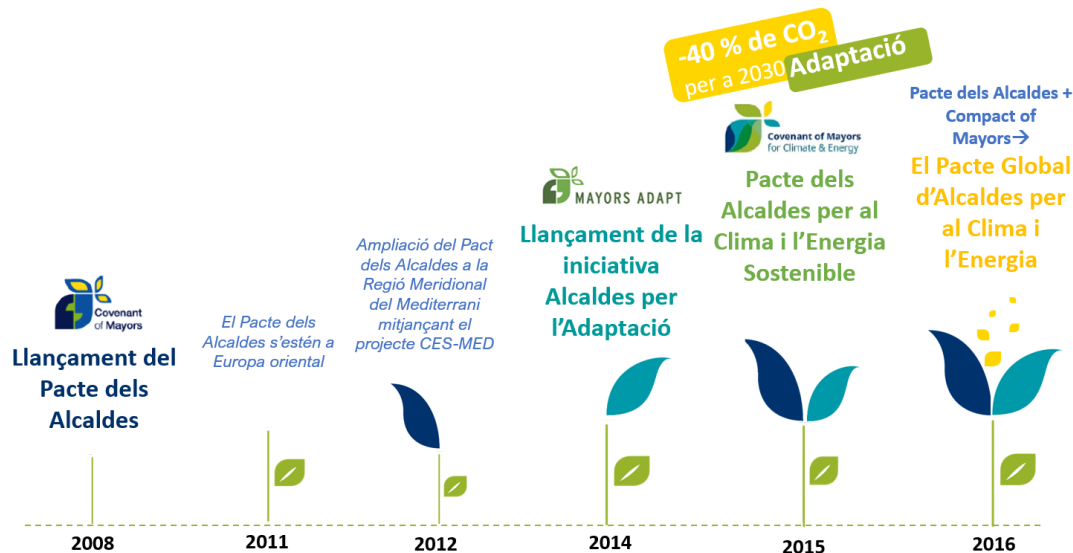 Covenant
of Mayors
Llançament del
Pacte dels
Alcaldes
2008
El Pacte dels
Alcaldes s’estén a
Europa oriental
2011
Ampliació del Pact
dels Alcaldes a la
Regió Meridional
del Mediterrani
mitjançant el
projecte CES-MED
2012
MAYORS ADAPT
Llançament de la
iniciativa
Alcaldes per
l’Adaptació
2014
-40 % de CO₂
per a 2030
Adaptació
Covenant of Mayors
for Climate & Energy
Pacte dels
Alcaldes per al
Clima i l’Energia
Sostenible
2015
Pacte dels Alcaldes +
Compact of
Mayors→
El Pacte Global
d’Alcaldes per
al Clima i
l’Energia
2016